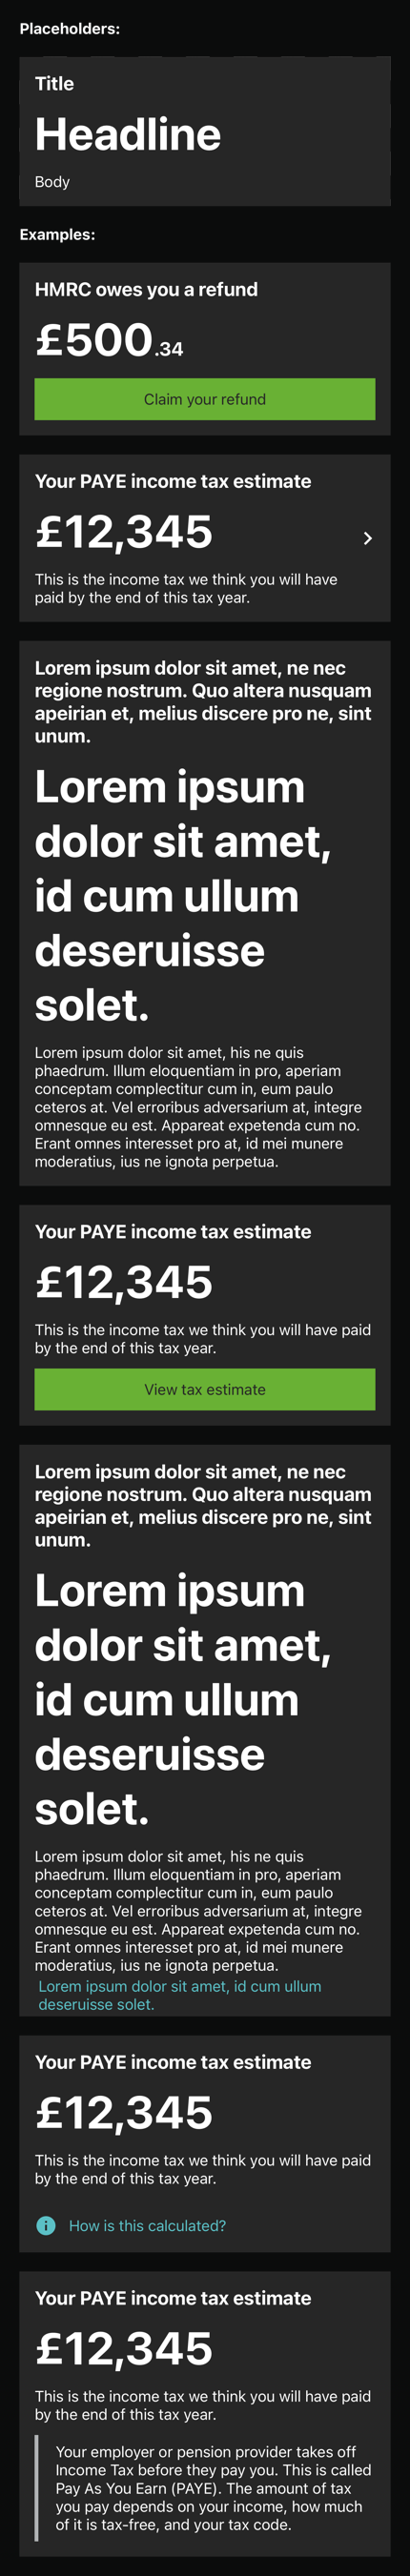 Placeholders:
Title
Headline
Body
Examples:
HMRC owes you a refund
£500.34
Claim your refund
Your PAYE income tax estimate
£12,345
This is the income tax we think you will have
paid by the end of this tax year.
Lorem ipsum dolor sit amet, ne nec
regione nostrum. Quo altera nusquam
apeirian et, melius discere pro ne, sint
unum.
Lorem ipsum
dolor sit amet,
id cum ullum
deseruisse
solet.
Lorem ipsum dolor sit amet, his ne quis
phaedrum. Illum eloquentiam in pro, aperiam
conceptam complectitur cum in, eum paulo
ceteros at. Vel erroribus adversarium at, integre
omnesque eu est. Appareat expetenda cum no.
Erant omnes interesset pro at, id mei munere
moderatius, ius ne ignota perpetua.
Your PAYE income tax estimate
£12,345
This is the income tax we think you will have paid
by the end of this tax year.
View tax estimate
Lorem ipsum dolor sit amet, ne nec
regione nostrum. Quo altera nusquam
apeirian et, melius discere pro ne, sint
unum.
Lorem ipsum
dolor sit amet,
id cum ullum
deseruisse
solet.
Lorem ipsum dolor sit amet, his ne quis
phaedrum. Illum eloquentiam in pro, aperiam
conceptam complectitur cum in, eum paulo
ceteros at. Vel erroribus adversarium at, integre
omnesque eu est. Appareat expetenda cum no.
Erant omnes interesset pro at, id mei munere
moderatius, ius ne ignota perpetua.
Lorem ipsum dolor sit amet, id cum ullum
deseruisse solet.
Your PAYE income tax estimate
£12,345
This is the income tax we think you will have paid
by the end of this tax year.
How is this calculated?
Your PAYE income tax estimate
£12,345
This is the income tax we think you will have paid
by the end of this tax year.
Your employer or pension provider takes off
Income Tax before they pay you. This is called
Pay As You Earn (PAYE). The amount of tax
you pay depends on your income, how much
of it is tax-free, and your tax code.